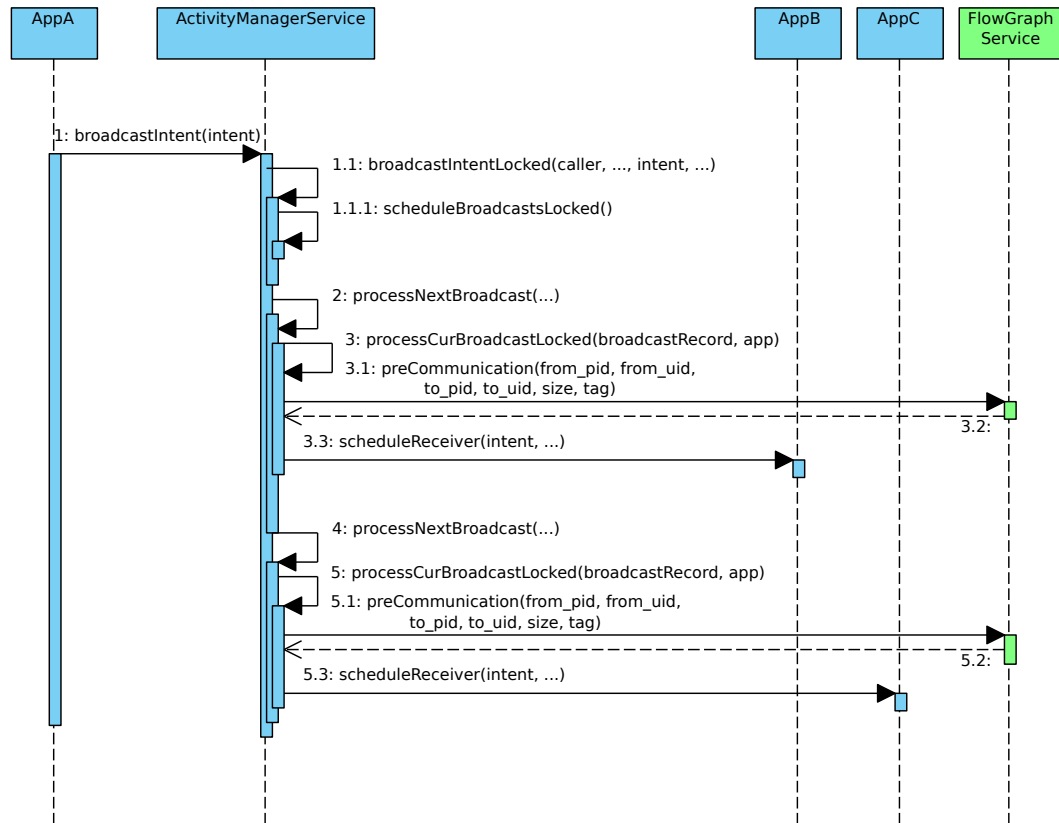 AppA
ActivityManagerService
AppB
AppC
FlowGraph
Service
1: broadcastIntent(intent)
1.1: broadcastIntentLocked(caller, ..., intent, ...)
1.1.1: scheduleBroadcastsLocked()
2: processNextBroadcast(...)
3: processCurBroadcastLocked(broadcastRecord, app)
3.1: preCommunication(from_pid, from_uid,
to_pid, to_uid, size, tag)
3.2:
3.3: scheduleReceiver(intent, ...)
4: processNextBroadcast(...)
5: processCurBroadcastLocked(broadcastRecord, app)
5.1: preCommunication(from_pid, from_uid,
to_pid, to_uid, size, tag)
5.2:
5.3: scheduleReceiver(intent, ...)